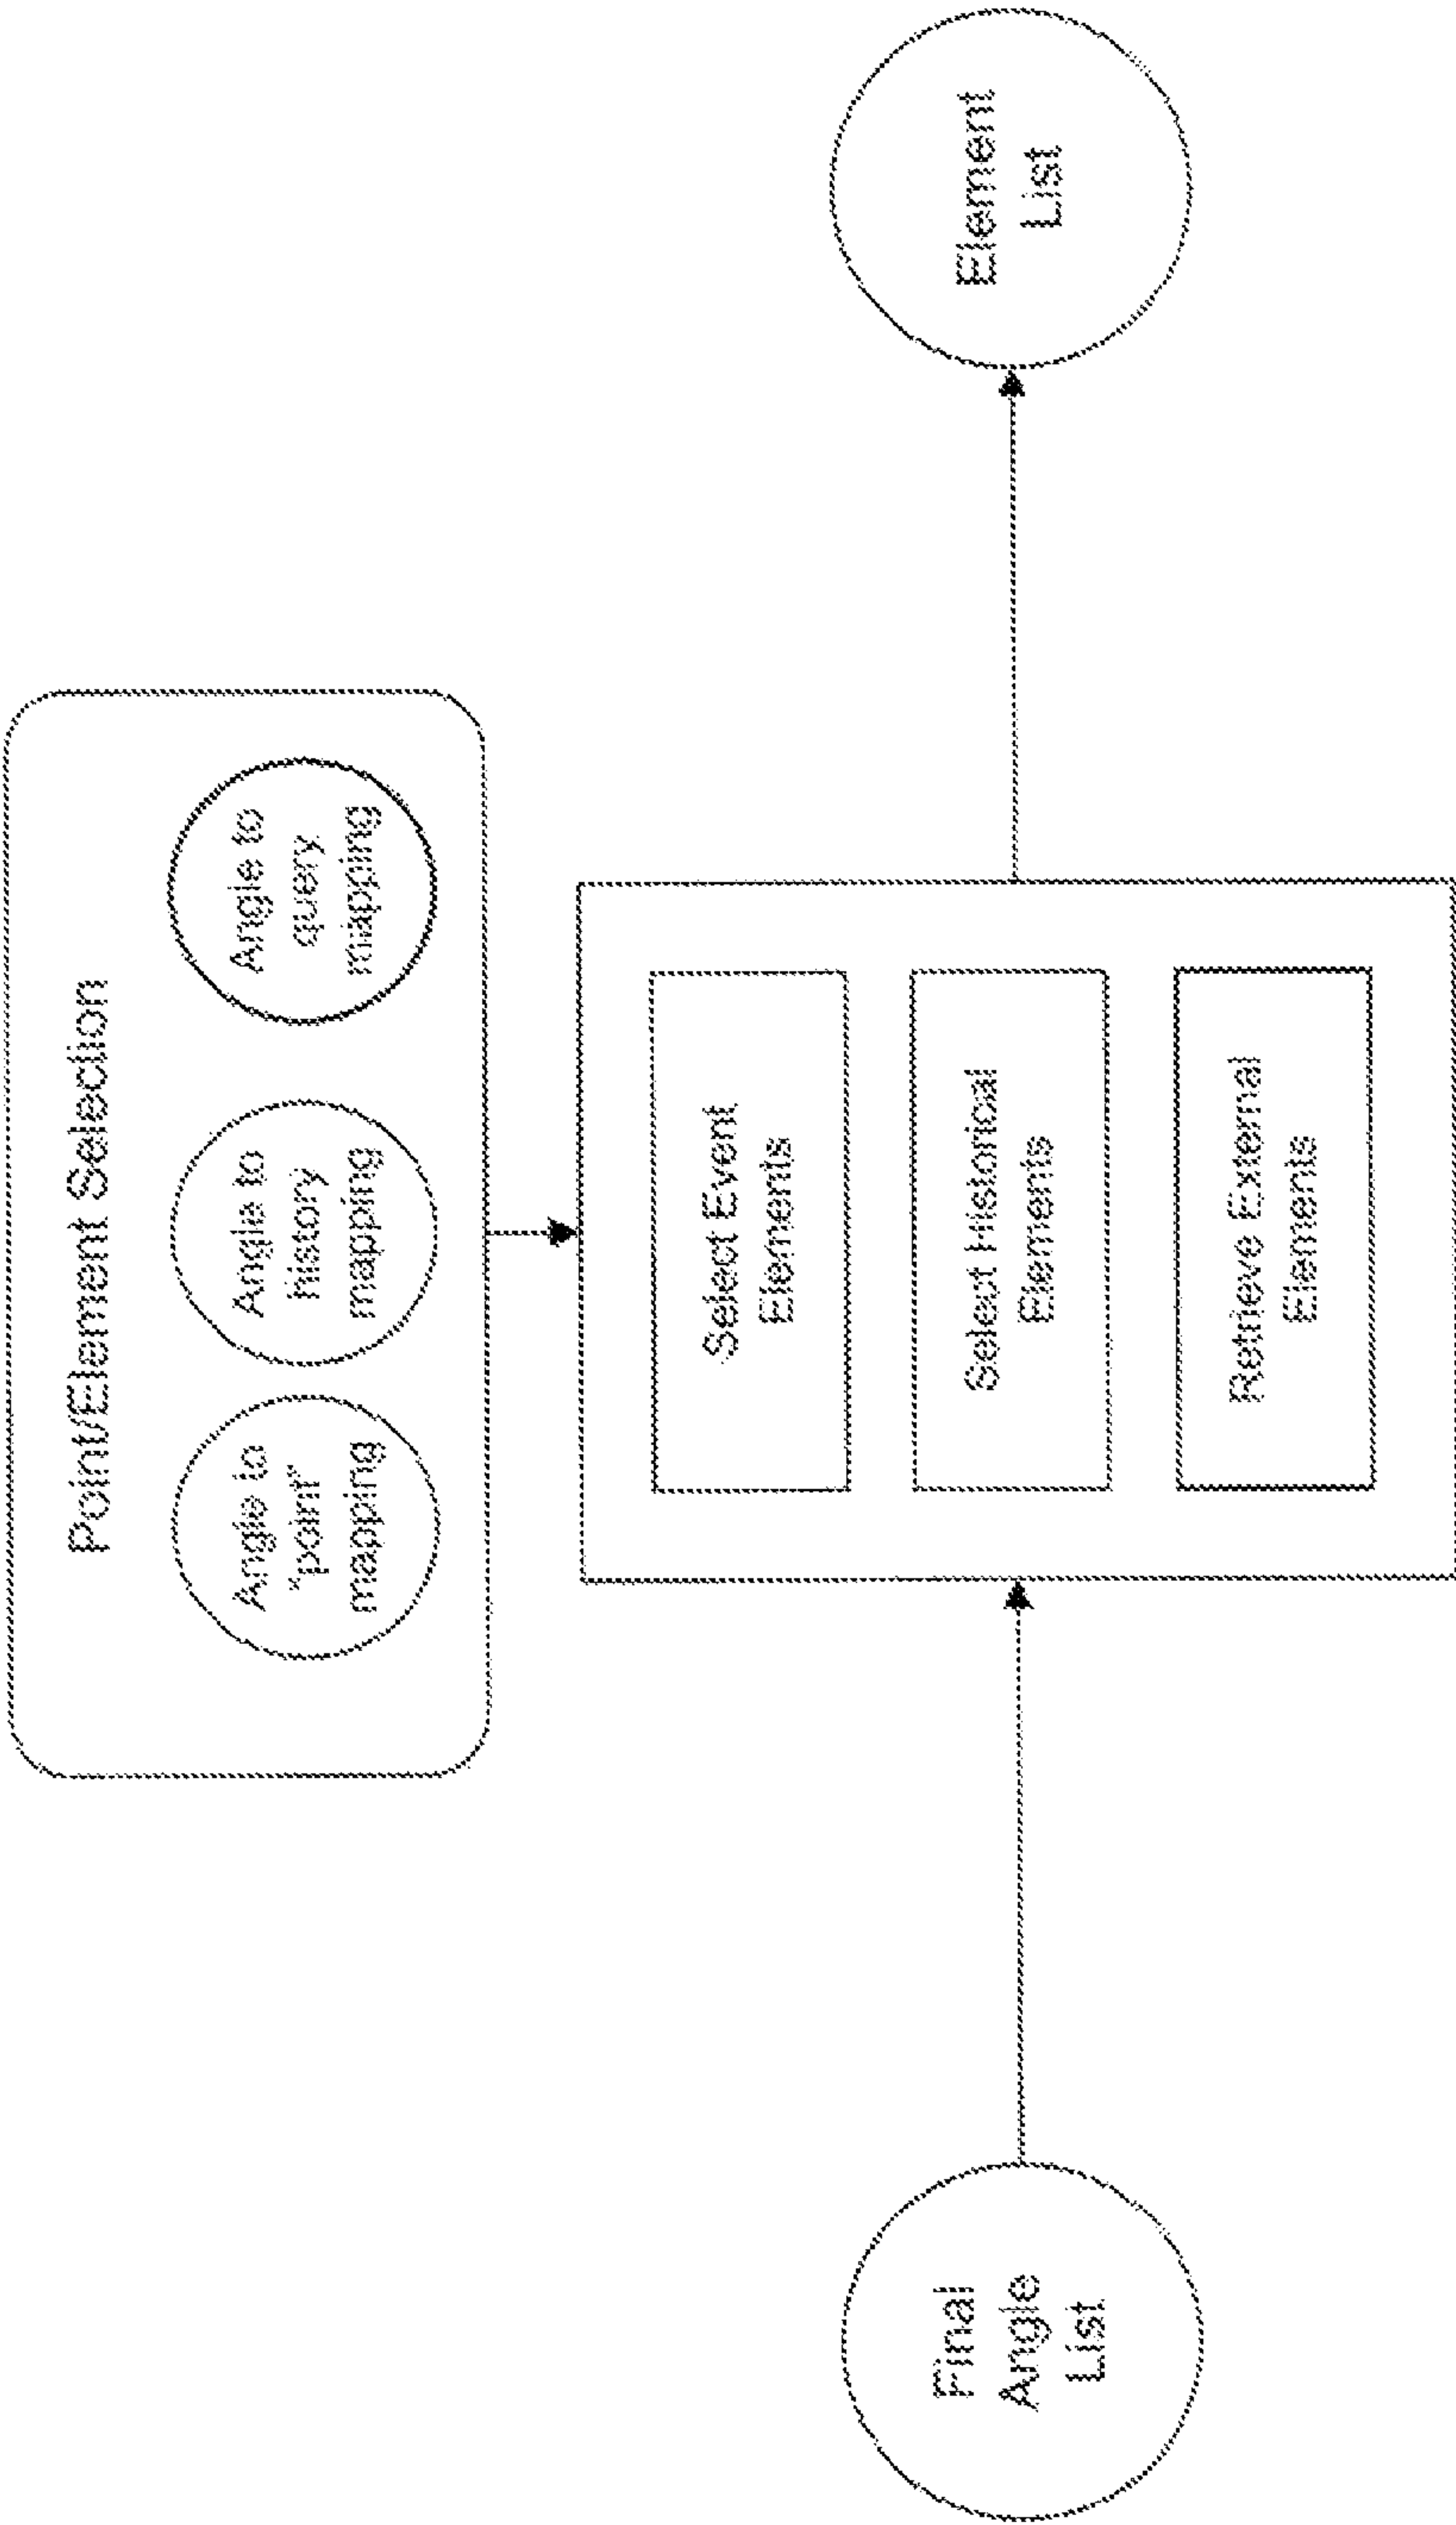 Point/Element Selection
Angle to
"point"
mapping
Angle to
history
mapping
Angle to
query
mapping
Select Event
Elements
Select Historical
Elements
Retrieve External
Elements
Final
Angle
List
Element
List